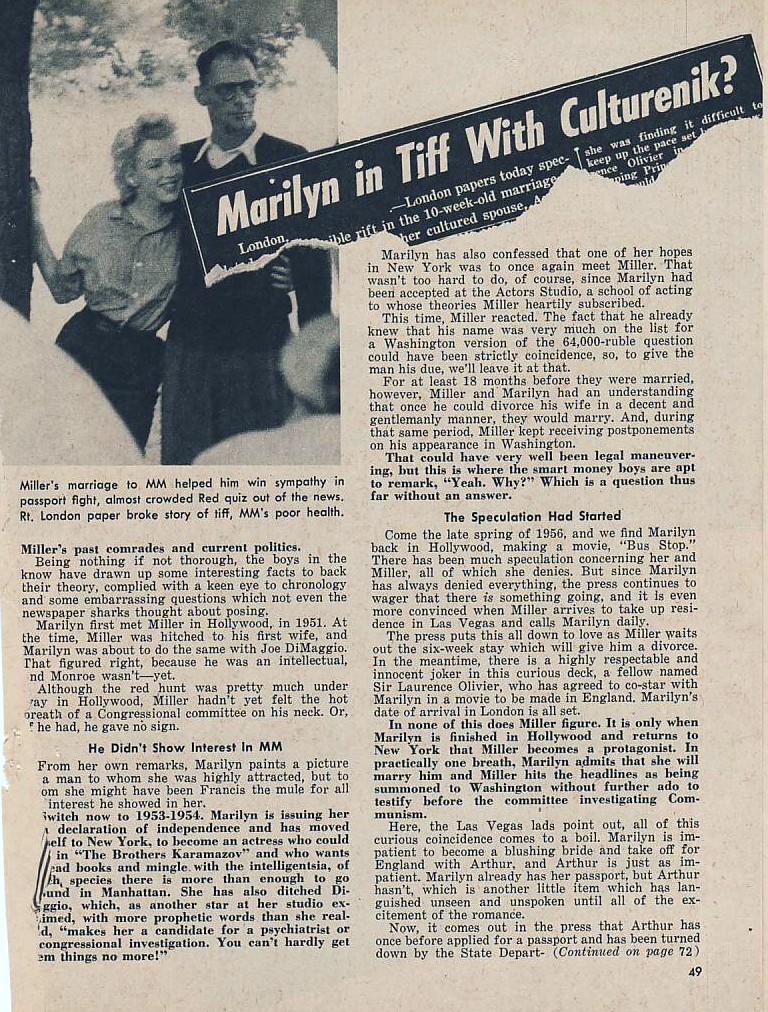 Marilyn in Tiff With Culturenik?
London,
—London papers today spec-
ible rift in the 10-week-old marriage
her cultured spouse,
she was finding it difficult to
keep up the pace set
ence Olivier in
Miller's marriage to MM helped him win sympathy in
passport fight, almost crowded Red quiz out of the news.
Rt. London paper broke story of tiff, MM's poor health.
Miller's past comrades and current politics.
Being nothing if not thorough, the boys in the
know have drawn up some interesting facts to back
their theory, complied with a keen eye to chronology
and some embarrassing questions which not even the
newspaper sharks thought about posing.
Marilyn first met Miller in Hollywood, in 1951. At
the time, Miller was hitched to his first wife, and
Marilyn was about to do the same with Joe DiMaggio.
That figured right, because he was an intellectual,
nd Monroe wasn't—yet.
Although the red hunt was pretty much under
ay in Hollywood, Miller hadn't yet felt the hot
breath of a Congressional committee on his neck. Or,
f he had, he gave no sign.
He Didn't Show Interest In MM
From her own remarks, Marilyn paints a picture
a man to whom she was highly attracted, but to
om she might have been Francis the mule for all
interest he showed in her.
Switch now to 1953-1954. Marilyn is issuing her
declaration of independence and has moved
self to New York, to become an actress who could
in "The Brothers Karamazov" and who wants
ead books and mingle with the intelligentsia, of
h, species there is more than enough to go
und in Manhattan. She has also ditched Di-
ggio, which, as another star at her studio ex-
imed, with more prophetic words than she real-
d, "makes her a candidate for a psychiatrist or
congressional investigation. You can't hardly get
em things no more!"
Marilyn has also confessed that one of her hopes
in New York was to once again meet Miller. That
wasn't too hard to do, of course, since Marilyn had
been accepted at the Actors Studio, a school of acting
to whose theories Miller heartily subscribed.
This time, Miller reacted. The fact that he already
knew that his name was very much on the list for
a Washington version of the 64,000-ruble question
could have been strictly coincidence, so, to give the
man his due, we'll leave it at that.
For at least 18 months before they were married,
however, Miller and Marilyn had an understanding
that once he could divorce his wife in a decent and
gentlemanly manner, they would marry. And, during
that same period, Miller kept receiving postponements
on his appearance in Washington.
That could have very well been legal maneuver-
ing, but this is where the smart money boys are apt
to remark, "Yeah. Why?" Which is a question thus
far without an answer.
The Speculation Had Started
Come the late spring of 1956, and we find Marilyn
back in Hollywood, making a movie, "Bus Stop."
There has been much speculation concerning her and
Miller, all of which she denies. But since Marilyn
has always denied everything, the press continues to
wager that there is something going, and it is even
more convinced when Miller arrives to take up resi-
dence in Las Vegas and calls Marilyn daily.
The press puts this all down to love as Miller waits
out the six-week stay which will give him a divorce.
In the meantime, there is a highly respectable and
innocent joker in this curious deck, a fellow named
Sir Laurence Olivier, who has agreed to co-star with
Marilyn in a movie to be made in England. Marilyn's
date of arrival in London is all set.
In none of this does Miller figure. It is only when
Marilyn is finished in Hollywood and returns to
New York that Miller becomes a protagonist. In
practically one breath, Marilyn admits that she will
marry him and Miller hits the headlines as being
summoned to Washington without further ado to
testify before the committee investigating Com-
munism.
Here, the Las Vegas lads point out, all of this
curious coincidence comes to a boil. Marilyn is im-
patient to become a blushing bride and take off for
England with Arthur, and Arthur is just as im-
patient. Marilyn already has her passport, but Arthur
hasn't, which is another little item which has lan-
guished unseen and unspoken until all of the ex-
citement of the romance.
Now, it comes out in the press that Arthur has
once before applied for a passport and has been turned
down by the State Depart- (Continued on page 72)
49